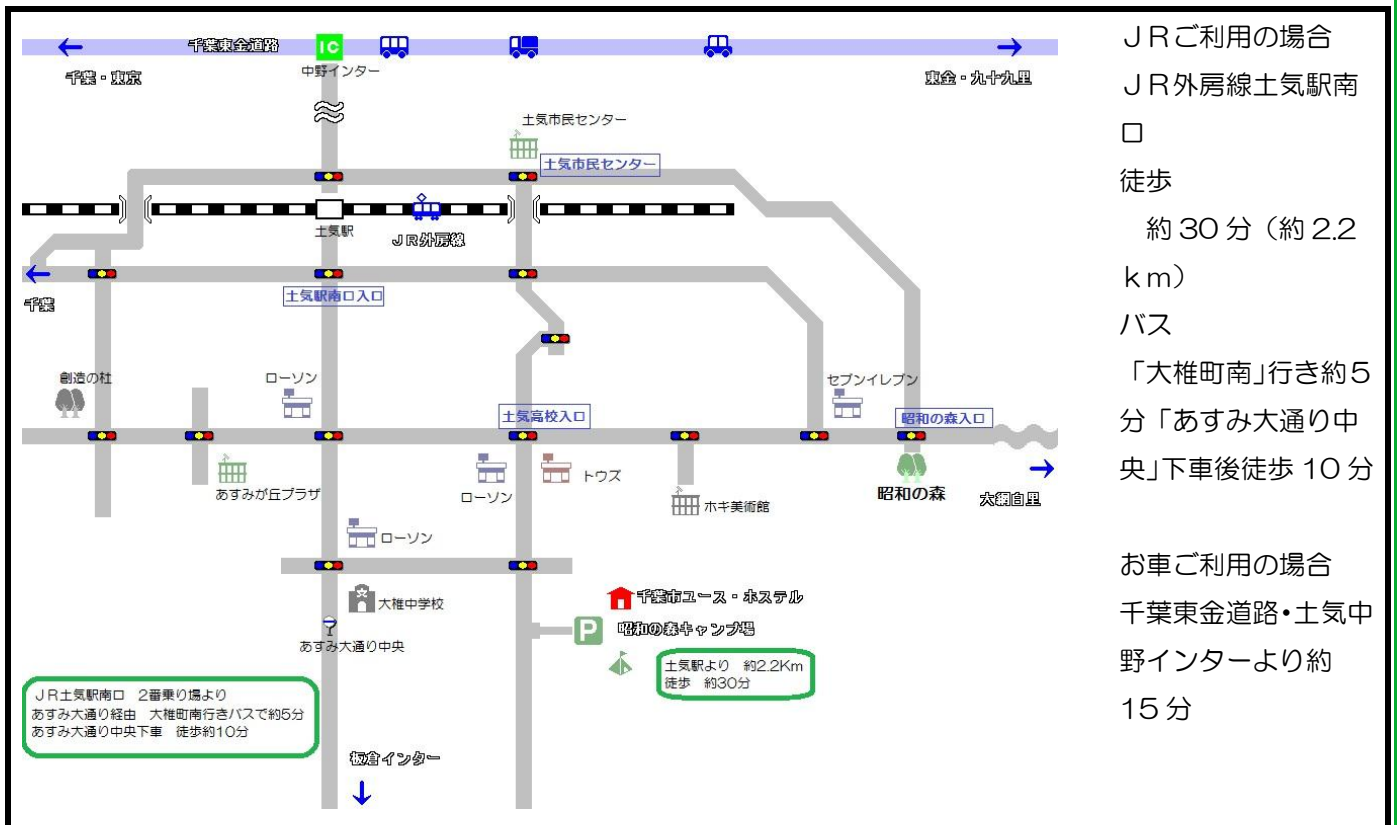 千葉東金道路
IC
千葉・東京
中野インター
東金・九十九里
土気市民センター
土気市民センター
土気駅
JR外房線
千葉
土気駅南口入口
創造の杜
ローソン
セブンイレブン
土気高校入口
昭和の森入口
あすみが丘プラザ
ローソン
トウズ
ホキ美術館
昭和の森
大網白里
ローソン
大椎中学校
千葉市ユース・ホステル
P
昭和の森キャンプ場
あすみ大通り中央
土気駅より 約2.2Km
徒歩 約30分
JR土気駅南口 2番乗り場より
あすみ大通り経由 大椎町南行きバスで約5分
あすみ大通り中央下車 徒歩約10分
板倉インター
ＪＲご利用の場合
ＪＲ外房線土気駅南
口
徒歩
約30分（約2.2
ｋｍ）
バス
「大椎町南」行き約５
分「あすみ大通り中
央」下車後徒歩10分
お車ご利用の場合
千葉東金道路・土気中
野インターより約
15分